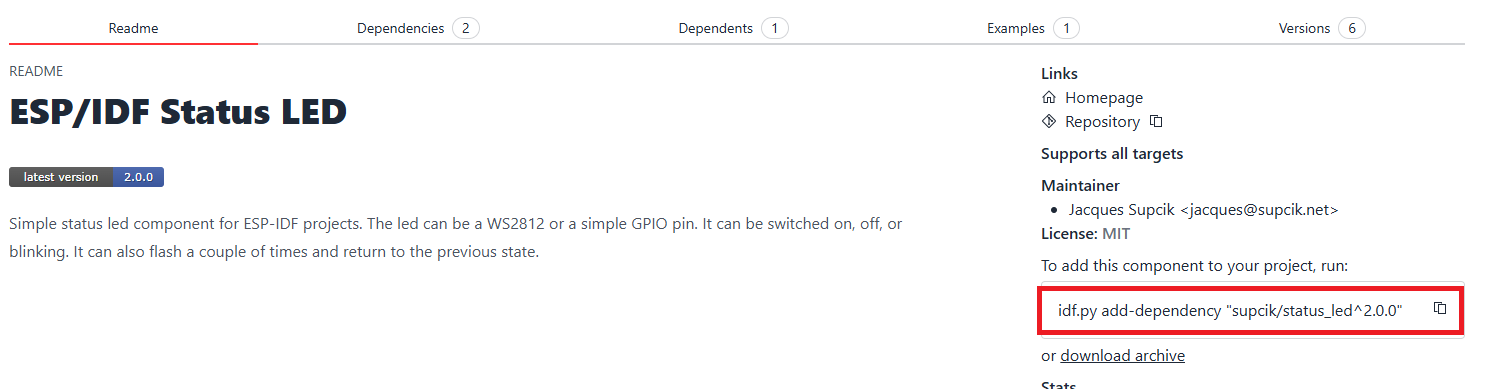 Readme
Dependencies 2
Dependents 1
Examples 1
Versions 6
README
ESP/IDF Status LED
latest version 2.0.0
Simple status led component for ESP-IDF projects. The led can be a WS2812 or a simple GPIO pin. It can be switched on, off, or
blinking. It can also flash a couple of times and return to the previous state.
Links
Homepage
Repository
Supports all targets
Maintainer
• Jacques Supcik <jacques@supcik.net>
License: MIT
To add this component to your project, run:
idf.py add-dependency "supcik/status_led^2.0.0"
or download archive
Stats